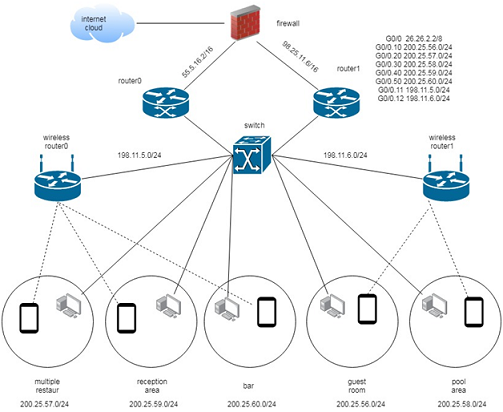 internet
cloud
firewall
G0/0 26.26.2.2/8
G0/0.10 200.25.56.0/24
G0/0.20 200.25.57.0/24
G0/0.30 200.25.58.0/24
G0/0.40 200.25.59.0/24
G0/0.50 200.25.60.0/24
G0/0.11 198.11.5.0/24
G0/0.12 198.11.6.0/24
55.5.16.2/16
98.25.11.6/16
router0
router1
switch
wireless
router0
wireless
router1
198.11.5.0/24
198.11.6.0/24
multiple
restaur
reception
area
bar
guest
room
pool
area
200.25.57.0/24
200.25.59.0/24
200.25.60.0/24
200.25.56.0/24
200.25.58.0/24